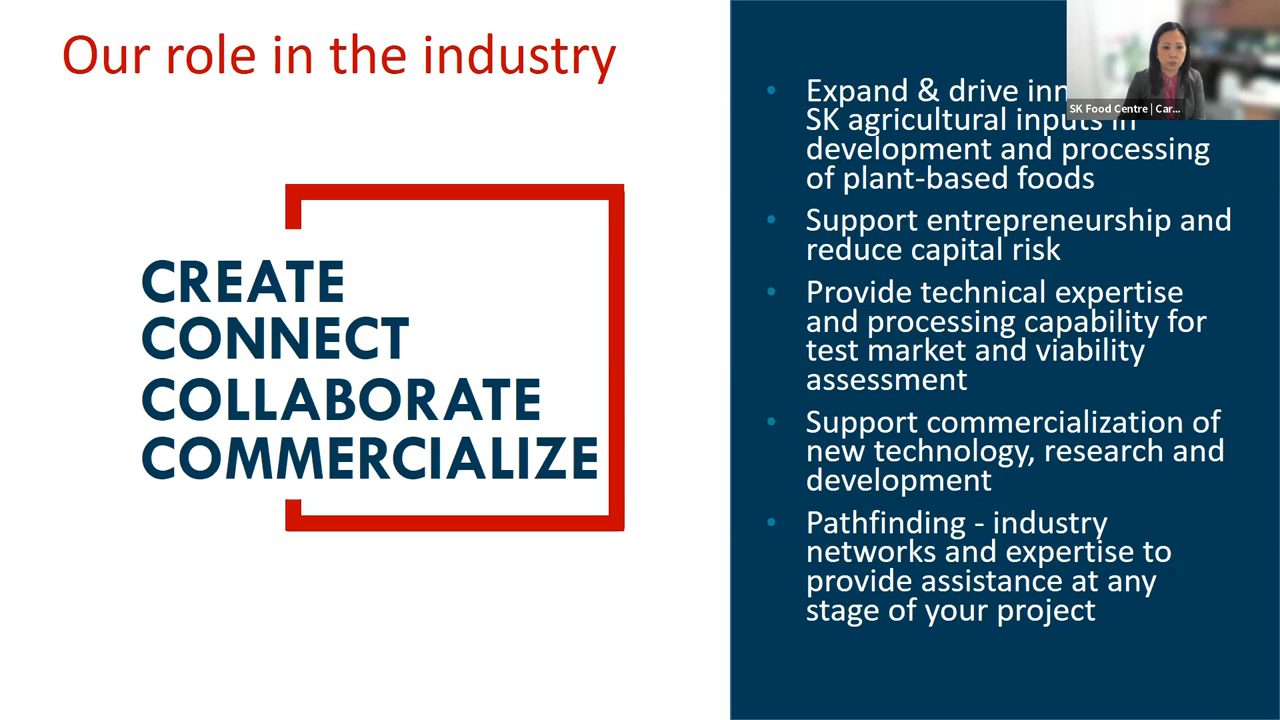 Our role in the industry
CREATE
CONNECT
COLLABORATE
COMMERCIALIZE
• Expand & drive
SK agricultural inputs in
development and processing
of plant-based foods
• Support entrepreneurship and
reduce capital risk
• Provide technical expertise
and processing capability for
test market and viability
assessment
• Support commercialization of
new technology, research and
development
• Pathfinding - industry
networks and expertise to
provide assistance at any
stage of your project
SK Food Centre | Car...